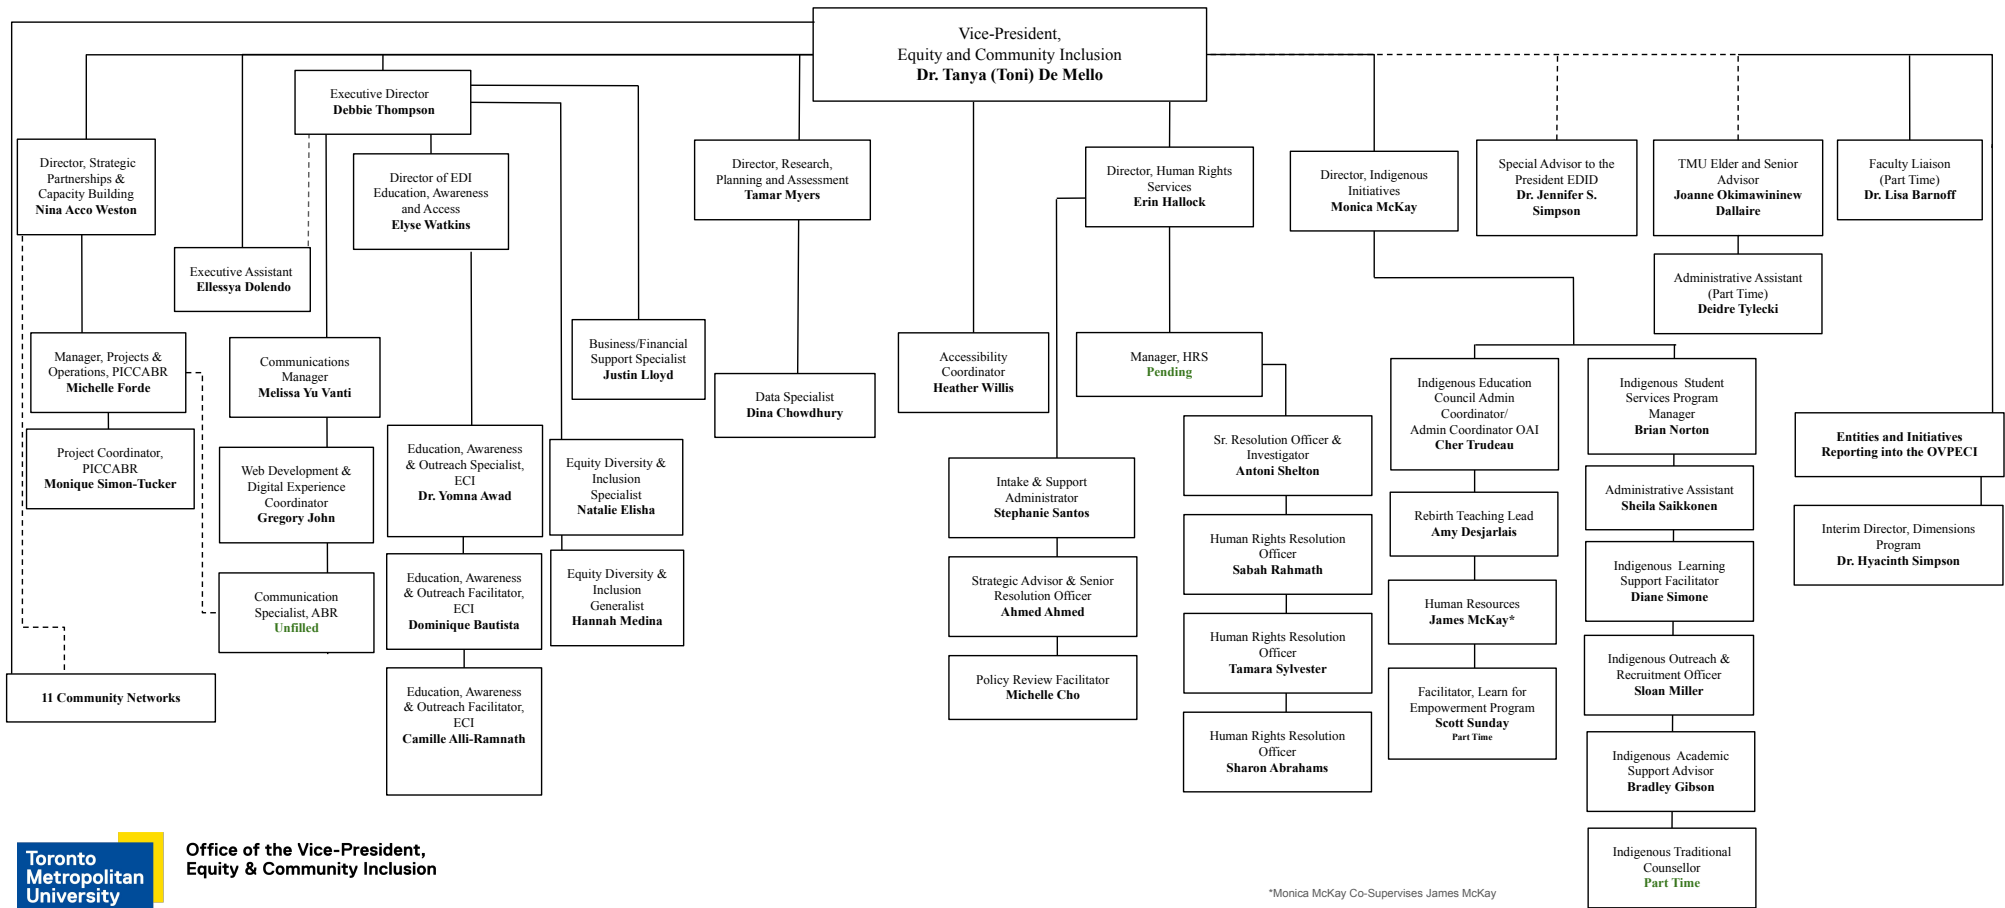 Vice-President,
Equity and Community Inclusion
Dr. Tanya (Toni) De Mello
Executive Director
Debbie Thompson
Director, Strategic
Partnerships &
Capacity Building
Nina Acco Weston
Director of EDI
Education, Awareness
and Access
Elyse Watkins
Director, Research,
Planning and Assessment
Tamar Myers
Director, Human Rights
Services
Erin Hallock
Director, Indigenous
Initiatives
Monica McKay
Special Advisor to the
President EDID
Dr. Jennifer S.
Simpson
TMU Elder and Senior
Advisor
Joanne Okimawininew
Dallaire
Faculty Liaison
(Part Time)
Dr. Lisa Barnoff
Executive Assistant
Ellessya Dolendo
Administrative Assistant
(Part Time)
Deidre Tylecki
Manager, Projects &
Operations, PICCABR
Michelle Forde
Communications
Manager
Melissa Yu Vanti
Business/Financial
Support Specialist
Justin Lloyd
Data Specialist
Dina Chowdhury
Accessibility
Coordinator
Heather Willis
Manager, HRS
Pending
Indigenous Education
Council Admin
Coordinator/
Admin Coordinator OAI
Cher Trudeau
Indigenous Student
Services Program
Manager
Brian Norton
Entities and Initiatives
Reporting into the OVPECI
Project Coordinator,
PICCABR
Monique Simon-Tucker
Web Development &
Digital Experience
Coordinator
Gregory John
Education, Awareness
& Outreach Specialist,
ECI
Dr. Yomna Awad
Equity Diversity &
Inclusion
Specialist
Natalie Elisha
Intake & Support
Administrator
Stephanie Santos
Sr. Resolution Officer &
Investigator
Antoni Shelton
Rebirth Teaching Lead
Amy Desjarlais
Administrative Assistant
Sheila Saikkonen
Interim Director, Dimensions
Program
Dr. Hyacinth Simpson
Communication
Specialist, ABR
Unfilled
Education, Awareness
& Outreach Facilitator,
ECI
Dominique Bautista
Equity Diversity &
Inclusion
Generalist
Hannah Medina
Strategic Advisor & Senior
Resolution Officer
Ahmed Ahmed
Human Rights Resolution
Officer
Sabah Rahmath
Human Resources
James McKay*
Indigenous Learning
Support Facilitator
Diane Simone
11 Community Networks
Education, Awareness
& Outreach Facilitator,
ECI
Camille Alli-Ramnath
Policy Review Facilitator
Michelle Cho
Human Rights Resolution
Officer
Tamara Sylvester
Facilitator, Learn for
Empowerment Program
Scott Sunday
Part Time
Indigenous Outreach &
Recruitment Officer
Sloan Miller
Human Rights Resolution
Officer
Sharon Abrahams
Indigenous Academic
Support Advisor
Bradley Gibson
Indigenous Traditional
Counsellor
Part Time
Toronto
Metropolitan
University
Office of the Vice-President,
Equity & Community Inclusion
*Monica McKay Co-Supervises James McKay